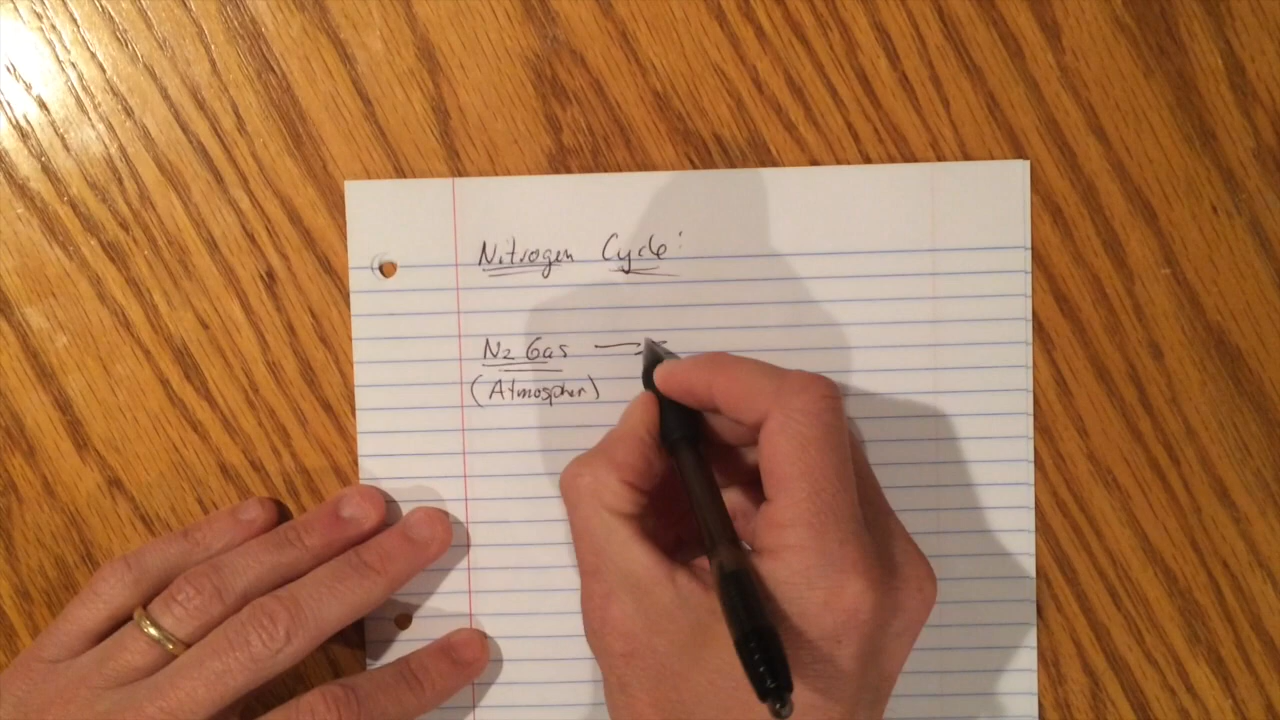 Nitrogen Cycle:
N2 Gas →
(Atmospher)